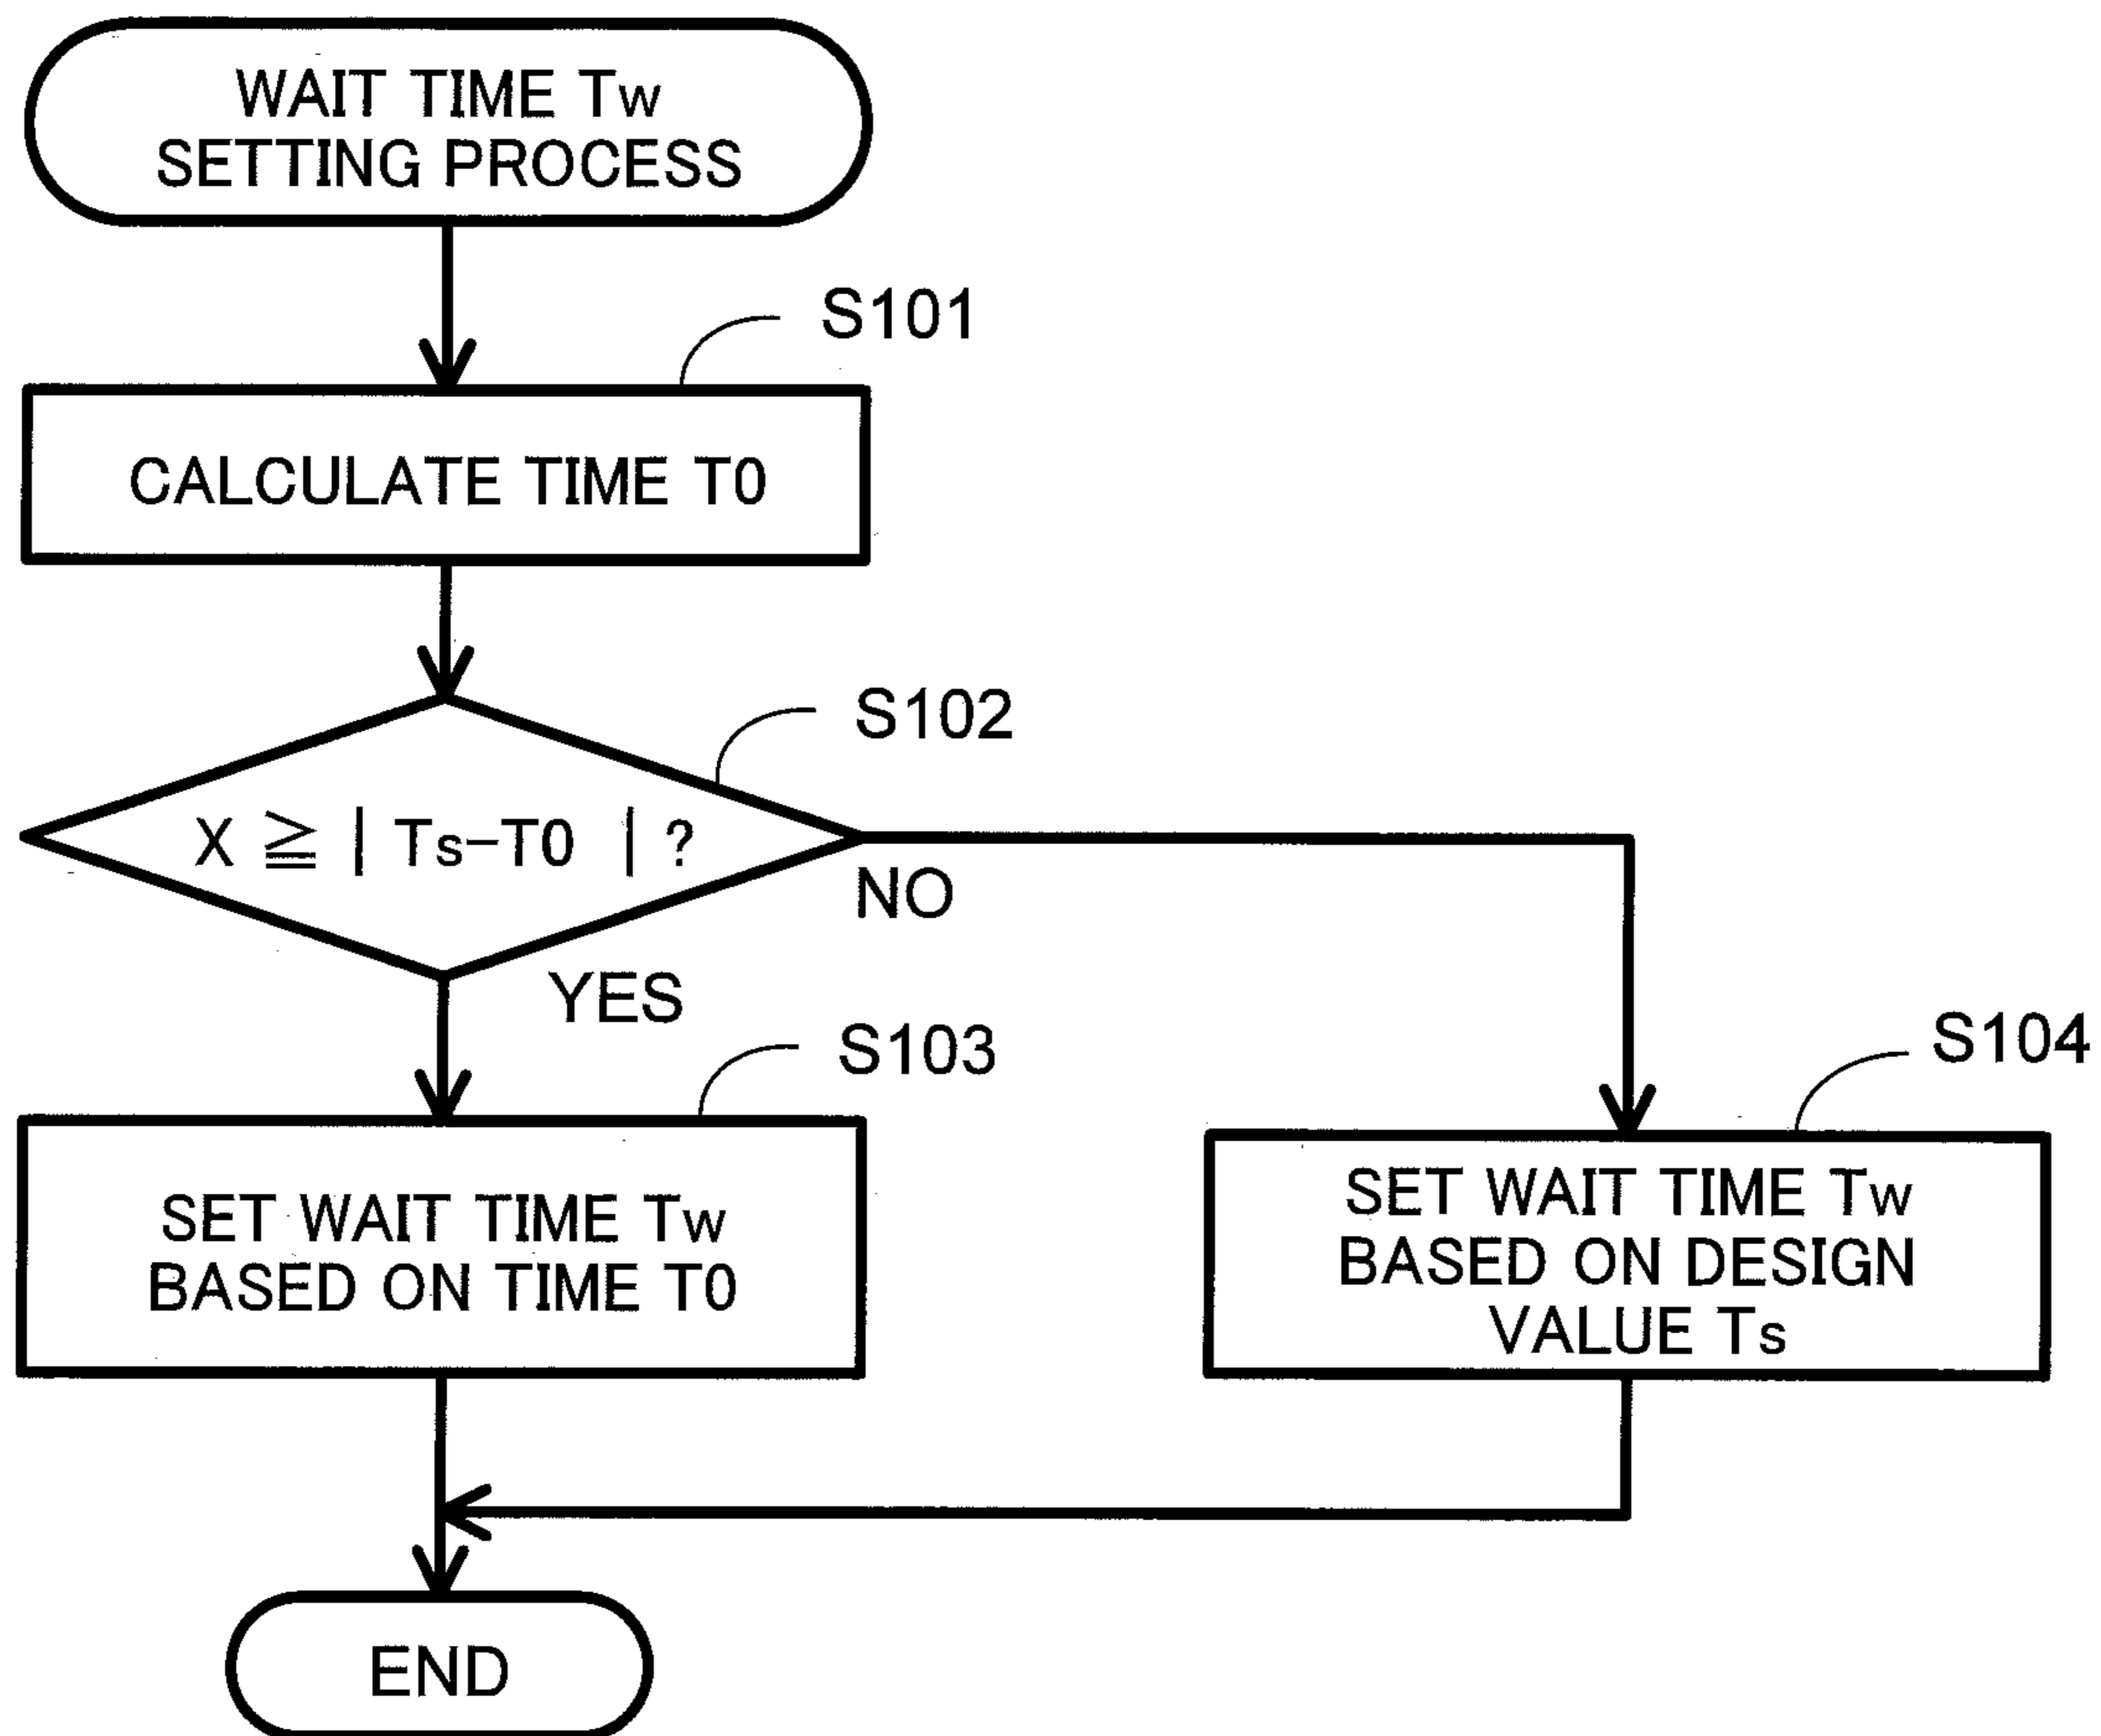 WAIT TIME Tw
SETTING PROCESS
S101
CALCULATE TIME T0
S102
X ≧ | Ts-T0 | ?
NO
YES
S103
S104
SET WAIT TIME Tw
BASED ON TIME T0
SET WAIT TIME Tw
BASED ON DESIGN
VALUE Ts
END